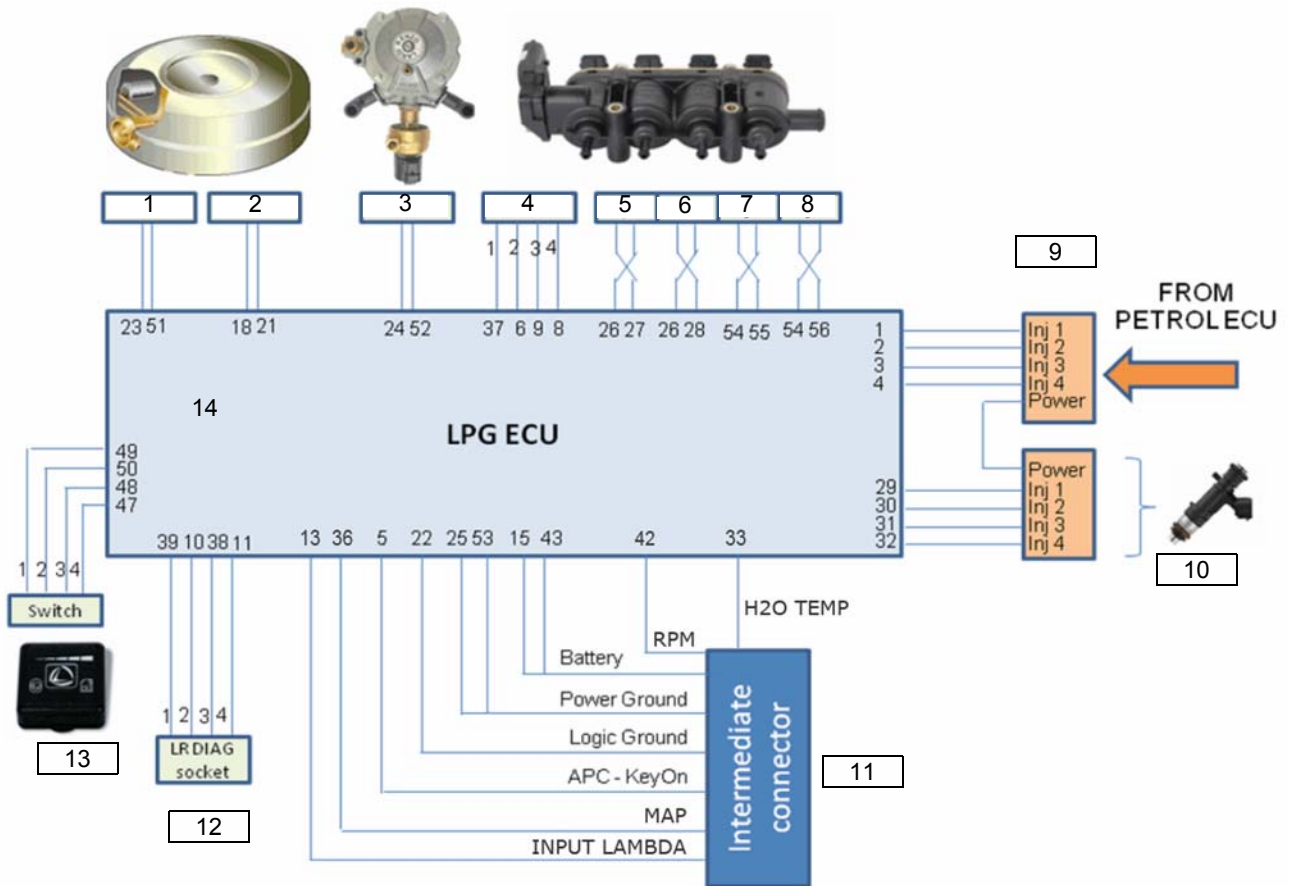 1 2 3 4 5 6 7 8
1 2 3 4
9
FROM
PETROL ECU
23 51 18 21 24 52 37 6 9 8 26 27 26 28 54 55 54 56
1
2
3
4
Inj 1
Inj 2
Inj 3
Inj 4
Power
14
LPG ECU
49
50
48
47
29
30
31
32
Power
Inj 1
Inj 2
Inj 3
Inj 4
10
39 10 38 11 13 36 5 22 25 53 15 43 42 33
1 2 3 4
Switch
13
1 2 3 4
LR DIAG
socket
12
H2O TEMP
RPM
Battery
Power Ground
Logic Ground
APC - KeyOn
MAP
INPUT LAMBDA
Intermediate
connector
11